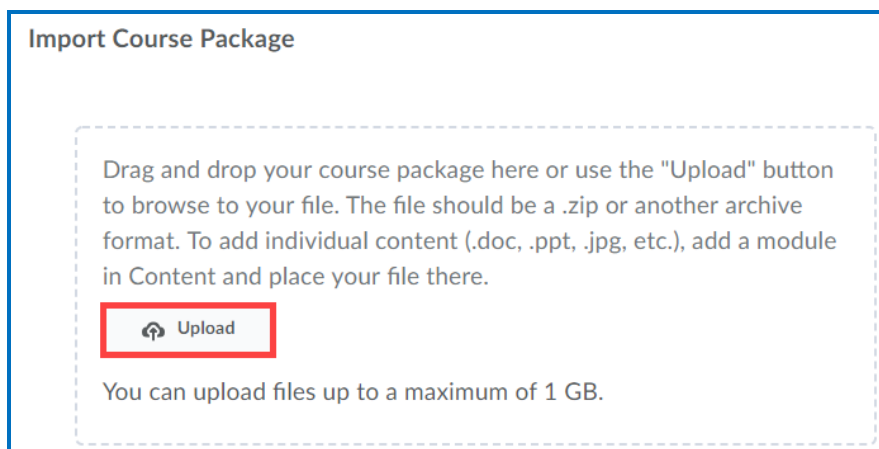 Import Course Package
Drag and drop your course package here or use the "Upload" button
to browse to your file. The file should be a .zip or another archive
format. To add individual content (.doc, .ppt, .jpg, etc.), add a module
in Content and place your file there.
Upload
You can upload files up to a maximum of 1 GB.